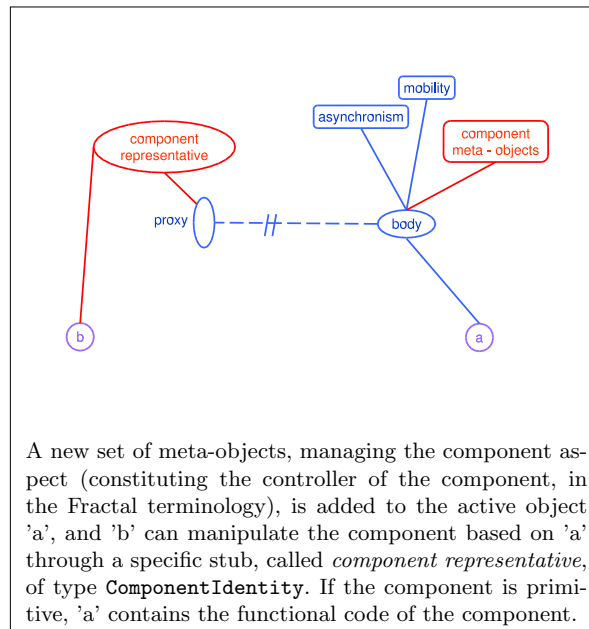 mobility
asynchronism
component
meta - objects
component
representative
proxy
body
b
a
A new set of meta-objects, managing the component as-
pect (constituting the controller of the component, in
the Fractal terminology), is added to the active object
'a', and 'b' can manipulate the component based on 'a'
through a specific stub, called component representative,
of type ComponentIdentity. If the component is primi-
tive, 'a' contains the functional code of the component.